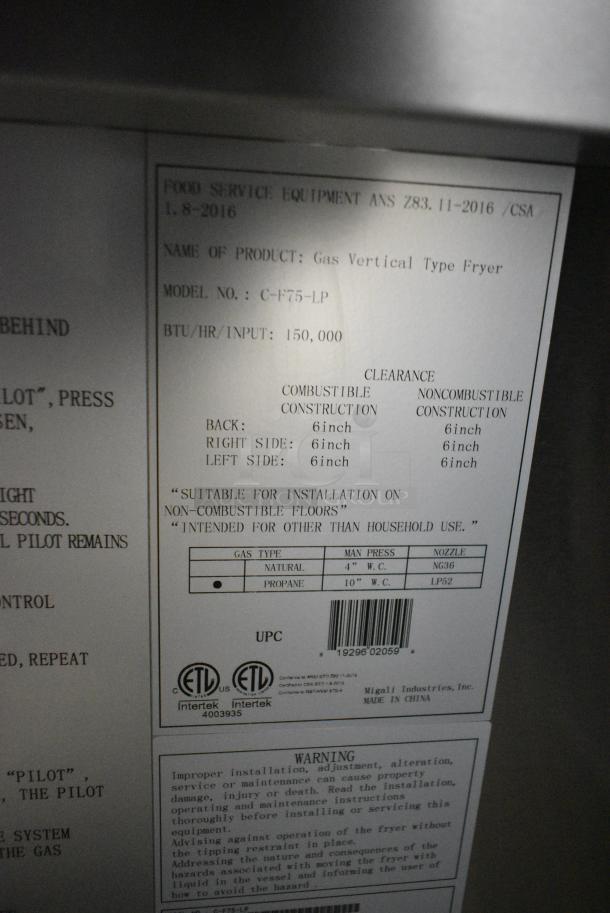 BEHIND
ILOT", PRESS
SEN,
IGHT
SECONDS.
L PILOT REMAINS
ONTROL
ED, REPEAT
"PILOT",
, THE PILOT
E SYSTEM
THE GAS
FOOD SERVICE EQUIPMENT ANS Z83.11-2016 /CSA
1.8-2016
NAME OF PRODUCT: Gas Vertical Type Fryer
MODEL NO.: C-F75-LP
BTU/HR/INPUT: 150,000
CLEARANCE
COMBUSTIBLE NONCOMBUSTIBLE
CONSTRUCTION CONSTRUCTION
BACK: 6inch 6inch
RIGHT SIDE: 6inch 6inch
LEFT SIDE: 6inch 6inch
"SUITABLE FOR INSTALLATION ON
NON-COMBUSTIBLE FLOORS"
"INTENDED FOR OTHER THAN HOUSEHOLD USE."
GAS TYPE MAN PRESS NOZZLE
NATURAL 4" W.C. NG36
● PROPANE 10" W.C. LP52
UPC
19296 02059
C ETL US ETL
Intertek Intertek
4003935
Migali Industries, Inc.
MADE IN CHINA
WARNING
Improper installation, adjustment, alteration,
service or maintenance can cause property
damage, injury or death. Read the installation,
operating and maintenance instructions
thoroughly before installing or servicing this
equipment.
Advising against operation of the fryer without
the tipping restraint in place.
Addressing the nature and consequences of the
hazards associated with moving the fryer with
liquid in the vessel and informing the user of
how to avoid the hazard.
C-F75-LP